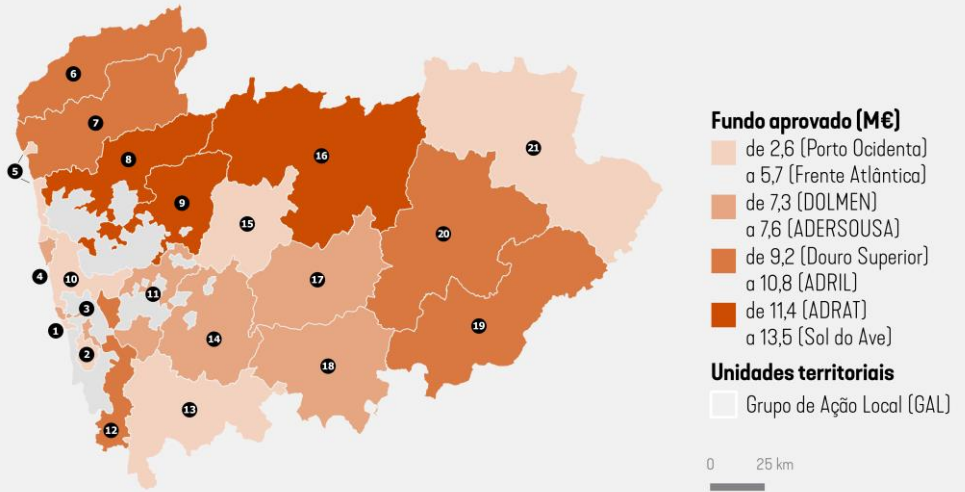 6
7
5
8
9
16
21
15
20
4
10
11
17
3
1
2
14
19
18
13
12
Fundo aprovado (M€)
de 2,6 (Porto Ocidenta)
a 5,7 (Frente Atlântica)
de 7,3 (DOLMEN)
a 7,6 (ADERSOUSA)
de 9,2 (Douro Superior)
a 10,8 (ADRIL)
de 11,4 (ADRAT)
a 13,5 (Sol do Ave)
Unidades territoriais
Grupo de Ação Local (GAL)
0 25 km